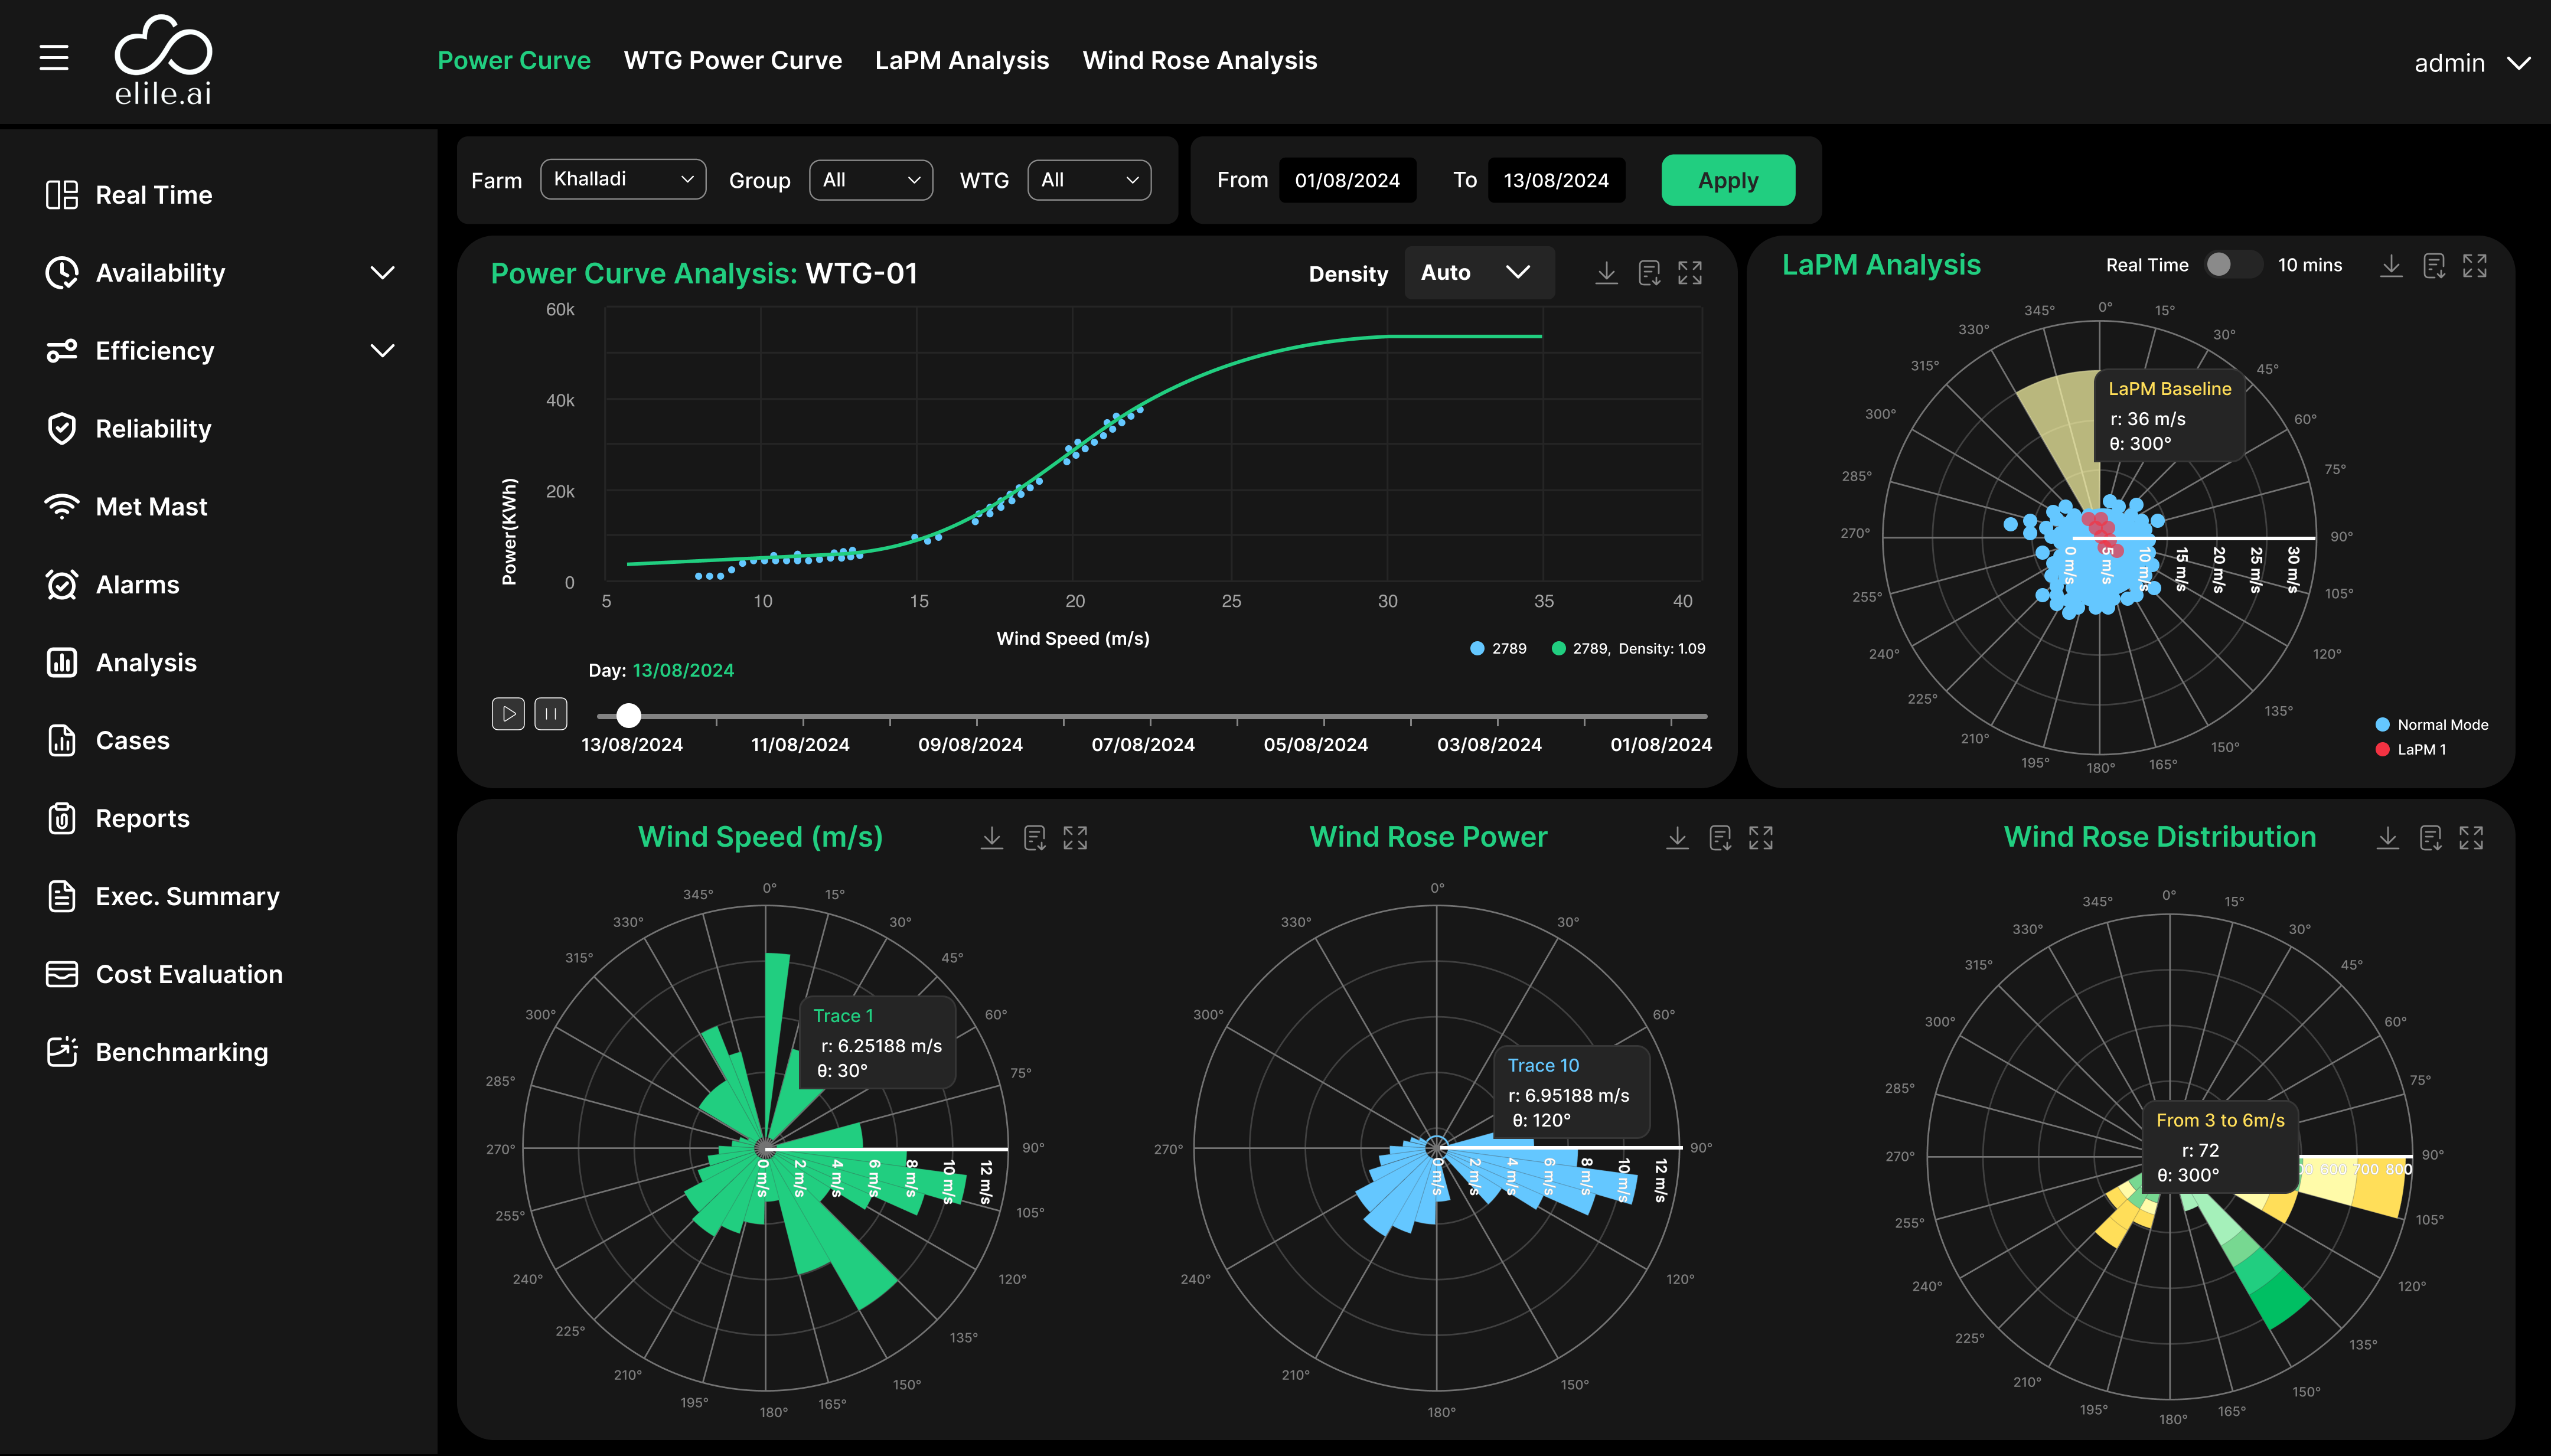 elile.ai
Power Curve WTG Power Curve LaPM Analysis Wind Rose Analysis
admin
Real Time
Availability
Efficiency
Reliability
Met Mast
Alarms
Analysis
Cases
Reports
Exec. Summary
Cost Evaluation
Benchmarking
Farm Khalladi Group All WTG All
From 01/08/2024 To 13/08/2024 Apply
Power Curve Analysis: WTG-01
Density Auto
60k
40k
20k
0
Power(KWh)
5 10 15 20 25 30 35 40
Wind Speed (m/s)
2789 2789, Density: 1.09
Day: 13/08/2024
13/08/2024 11/08/2024 09/08/2024 07/08/2024 05/08/2024 03/08/2024 01/08/2024
LaPM Analysis
Real Time 10 mins
0°
15°
30°
45°
60°
75°
90°
105°
120°
135°
150°
165°
180°
195°
210°
225°
240°
255°
270°
285°
300°
315°
330°
345°
LaPM Baseline
r: 36 m/s
θ: 300°
0 m/s
5 m/s
10 m/s
15 m/s
20 m/s
25 m/s
30 m/s
Normal Mode
LaPM 1
Wind Speed (m/s)
0°
15°
30°
45°
60°
75°
90°
105°
120°
135°
150°
165°
180°
195°
210°
225°
240°
255°
270°
285°
300°
315°
330°
345°
Trace 1
r: 6.25188 m/s
θ: 30°
0 m/s
2 m/s
4 m/s
6 m/s
8 m/s
10 m/s
12 m/s
Wind Rose Power
0°
30°
60°
90°
120°
150°
180°
210°
240°
270°
300°
330°
Trace 10
r: 6.95188 m/s
θ: 120°
0 m/s
2 m/s
4 m/s
6 m/s
8 m/s
10 m/s
12 m/s
Wind Rose Distribution
0°
15°
30°
45°
60°
75°
90°
105°
120°
135°
150°
165°
180°
195°
210°
225°
240°
255°
270°
285°
300°
315°
330°
345°
From 3 to 6m/s
r: 72
θ: 300°
600 700 800